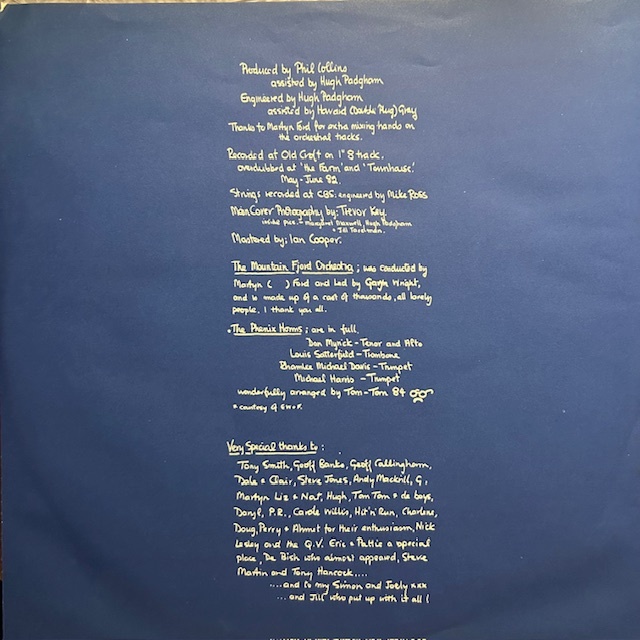 Produced by Phil Collins
assisted by Hugh Padgham
Engineered by Hugh Padgham
assisted by Howard (Double Plug) Gray
Thanks to Martyn Ford for extra mixing hands on
the orchestral tracks.
Recorded at Old Croft on 1" 8 track.
overdubbed at 'the Farm' and 'Townhouse'
May - June 82.
Strings recorded at CBS: engineered by Mike Ross
Main Cover Photography by: Trevor Key.
inside pics. - Margaret Maxwell, Hugh Padgham
+ Jill Tavelman.
Mastered by; Ian Cooper.
The Mountain Fjord Orchestra; was conducted by
Martyn ( ) Ford and led by Gavyn Wright,
and is made up of a cast of thousands, all lovely
people. I thank you all.
*The Phenix Horns; are in full.
Don Myrick - Tenor and Alto
Louis Satterfield - Trombone
Rhamlee Michael Davis - Trumpet
Michael Harris - Trumpet
wonderfully arranged by Tom-Tom 84
* courtesy of E.W.+F.
Very Special thanks to:
Tony Smith, Geoff Banks, Geoff Callingham,
Dale + Clair, Steve Jones, Andy Mackrill, G,
Martyn Liz + Nat, Hugh, Tom Tom + de boys,
Daryl, P.R., Carole Willis, Hit'n'Run, Charlene,
Doug, Perry + Ahmet for their enthusiasm, Nick
Lesley and the Q.V. Eric + Pattie a special
place, De Bish who almost appeared, Steve
Martin and Tony Hancock....
....and to my Simon and Joely xxx
... and Jill who put up with it all!